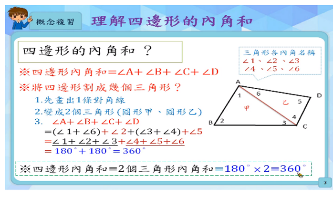 概念複習
理解四邊形的內角和
四邊形的內角和？
※四邊形內角和=∠A+∠B+∠C+∠D
※將四邊形割成幾個三角形？
1.先畫出1條對角線
2.變成2個三角形(圖形甲、圖形乙)
3. ∠A+∠B+∠C+∠D
=(∠1+∠6)+∠2+(∠3+∠4)+∠5
=∠1+∠2+∠3+∠4+∠5+∠6
=180°+180°=360°
※四邊形內角和=2個三角形內角和=180°×2=360°
三角形各內角名稱
∠1、∠2、∠3
∠4、∠5、∠6
A
1
6
D
5
乙
甲
B
2
3
4
C